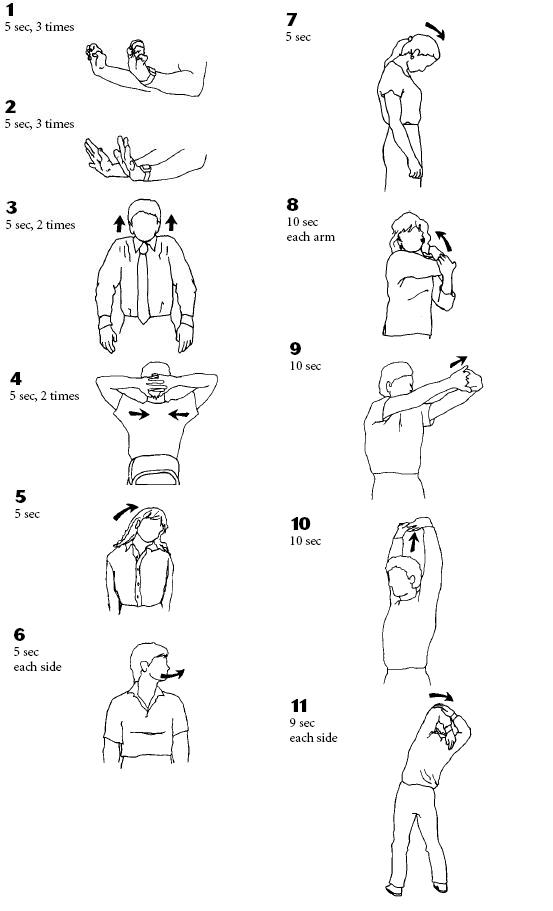 1
5 sec, 3 times
2
5 sec, 3 times
3
5 sec, 2 times
4
5 sec, 2 times
5
5 sec
6
5 sec
each side
7
5 sec
8
10 sec
each arm
9
10 sec
10
10 sec
11
9 sec
each side